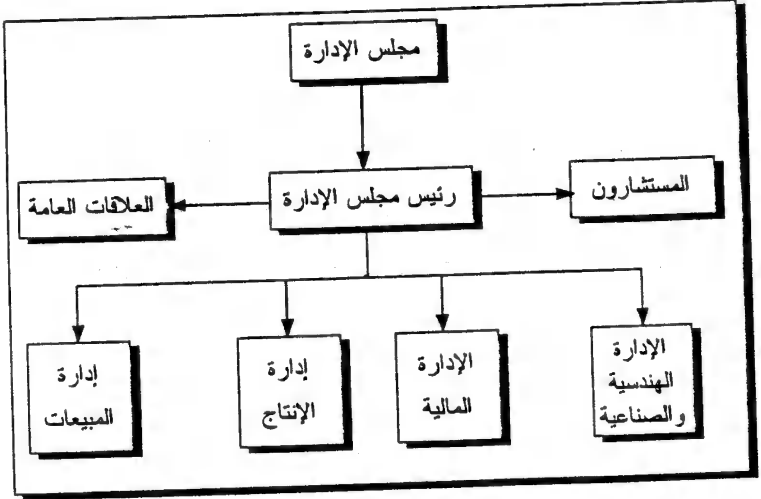 مجلس الإدارة
المستشارون
رئيس مجلس الإدارة
العلاقات العامة
الإدارة
الهندسية
والصناعية
الإدارة
المالية
إدارة
الإنتاج
إدارة
المبيعات